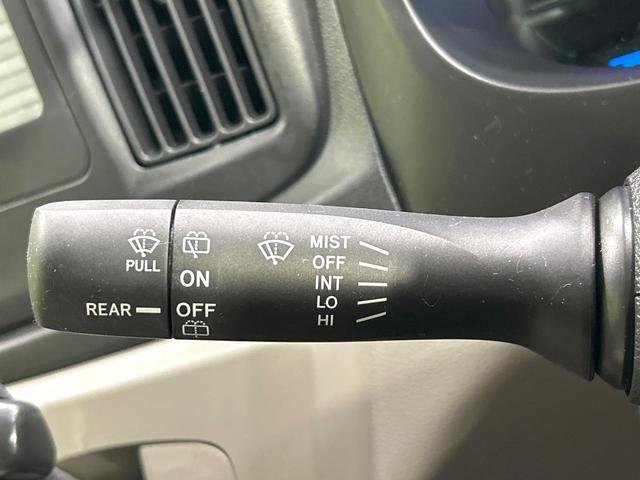 PULL
REAR
ON
OFF
MIST
OFF
INT
LO
HI